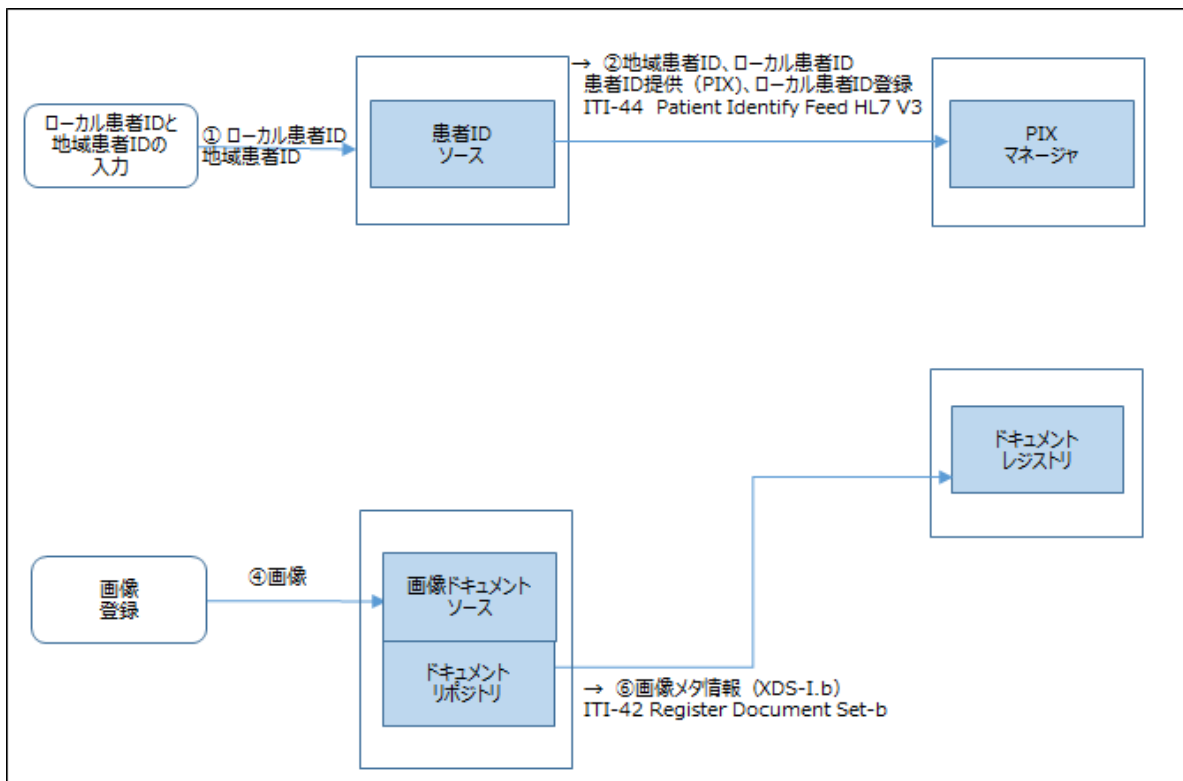 ローカル患者IDと
地域患者IDの
入力
① ローカル患者ID
地域患者ID
患者ID
ソース
→ ②地域患者ID、ローカル患者ID
患者ID提供（PIX)、ローカル患者ID登録
ITI-44 Patient Identify Feed HL7 V3
PIX
マネージャ
ドキュメント
レジストリ
画像
登録
④画像
画像ドキュメント
ソース
ドキュメント
リポジトリ
→ ⑥画像メタ情報（XDS-I.b）
ITI-42 Register Document Set-b